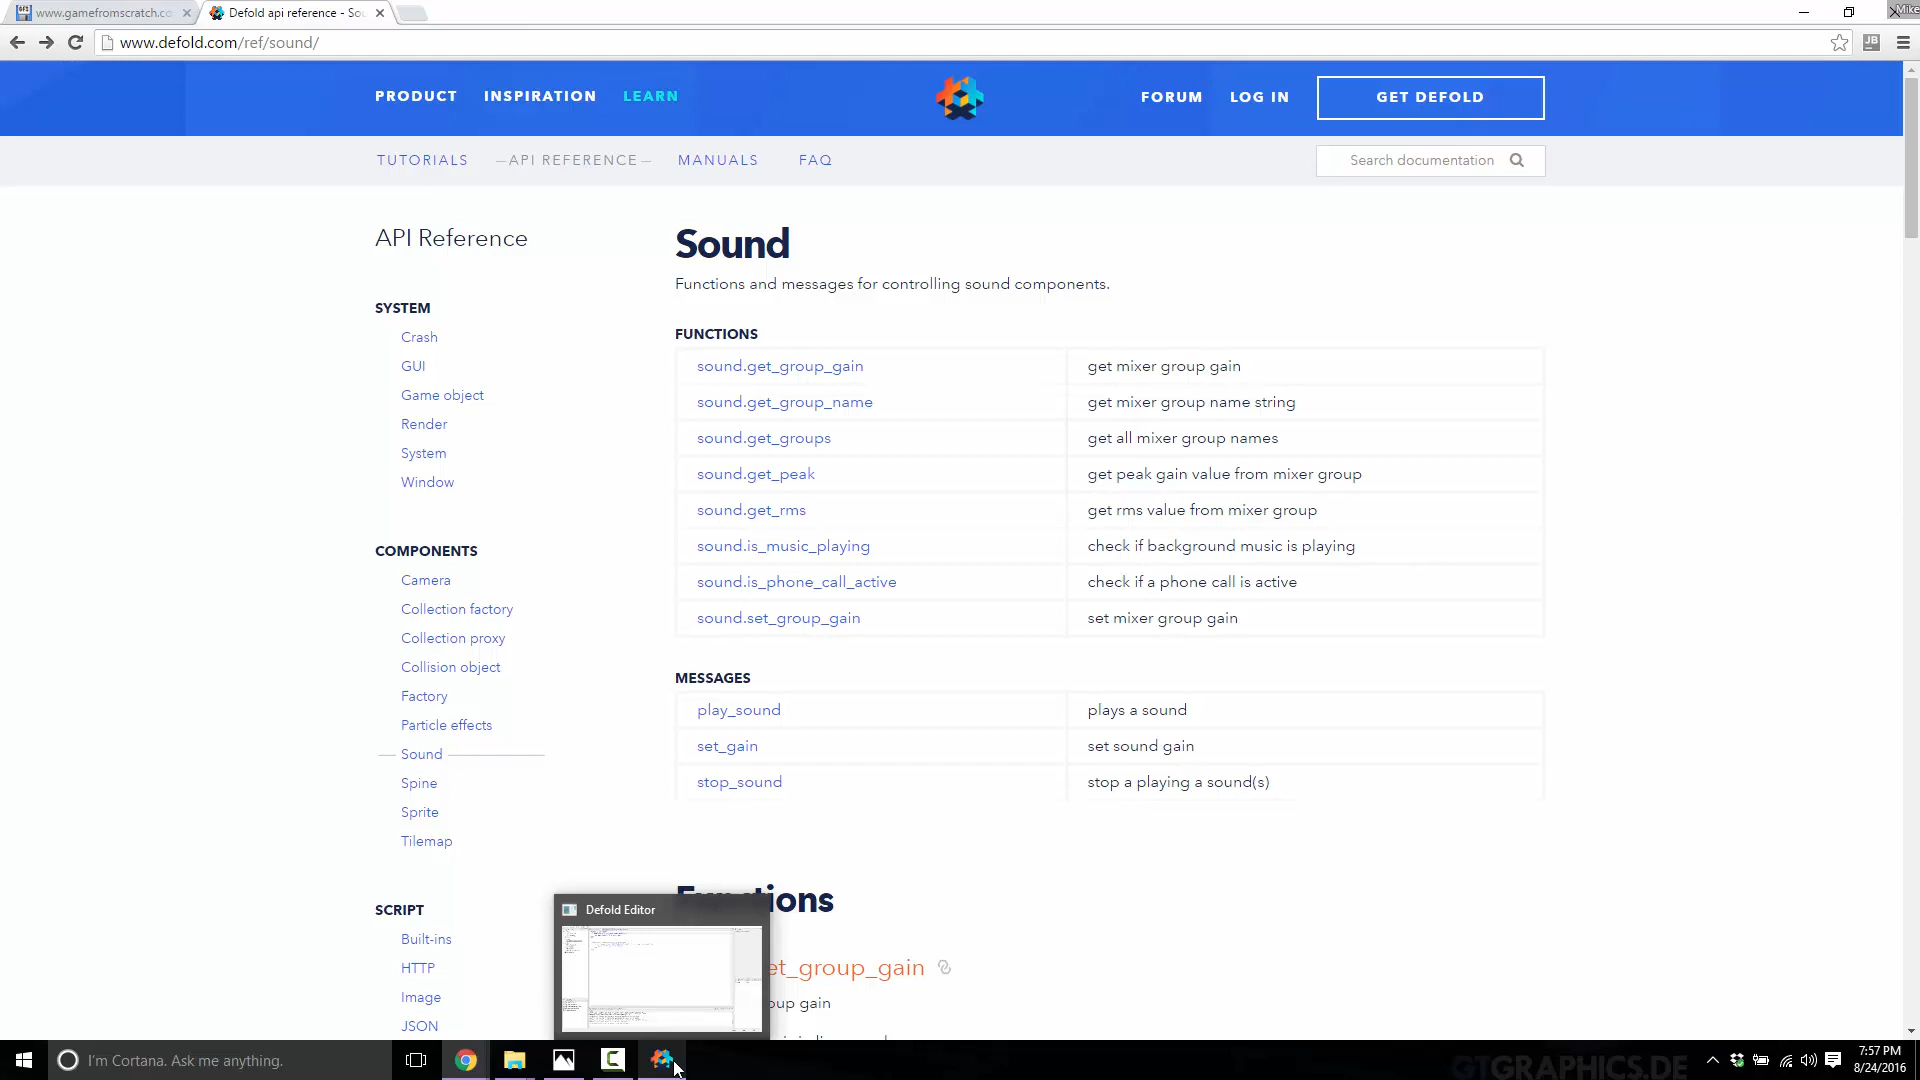 www.gamefromscratch.co
Defold api reference - So
Mike
www.defold.com/ref/sound/
JB
PRODUCT INSPIRATION LEARN FORUM LOG IN GET DEFOLD
TUTORIALS —API REFERENCE— MANUALS FAQ Search documentation
API Reference
SYSTEM
Crash
GUI
Game object
Render
System
Window
COMPONENTS
Camera
Collection factory
Collection proxy
Collision object
Factory
Particle effects
Sound
Spine
Sprite
Tilemap
SCRIPT
Built-ins
HTTP
Image
JSON
Sound
Functions and messages for controlling sound components.
FUNCTIONS
sound.get_group_gain get mixer group gain
sound.get_group_name get mixer group name string
sound.get_groups get all mixer group names
sound.get_peak get peak gain value from mixer group
sound.get_rms get rms value from mixer group
sound.is_music_playing check if background music is playing
sound.is_phone_call_active check if a phone call is active
sound.set_group_gain set mixer group gain
MESSAGES
play_sound plays a sound
set_gain set sound gain
stop_sound stop a playing a sound(s)
Functions
et_group_gain
oup gain
Defold Editor
I'm Cortana. Ask me anything.
GTGRAPHICS.DE
7:57 PM
8/24/2016